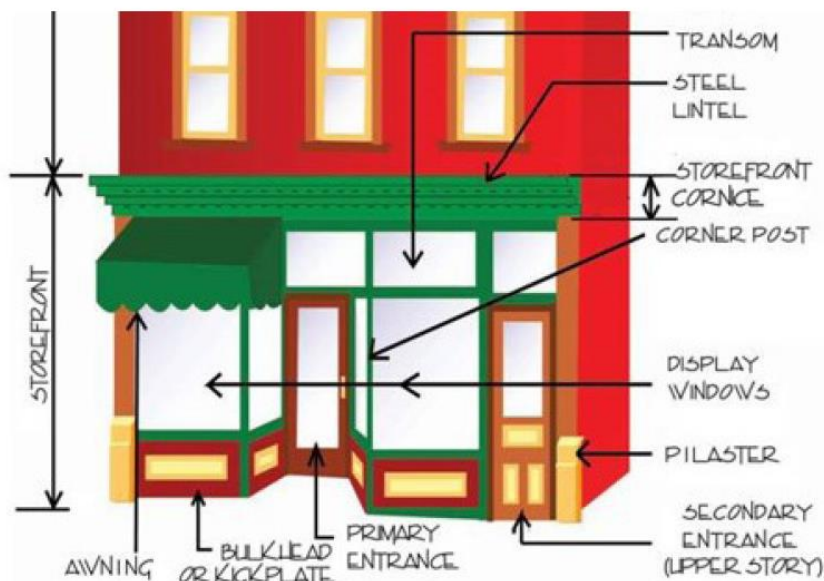 TRANSOM
STEEL
LINTEL
STOREFRONT
CORNICE
CORNER POST
STOREFRONT
DISPLAY
WINDOWS
PILASTER
SECONDARY
ENTRANCE
(UPPER STORY)
PRIMARY
ENTRANCE
BULKHEAD
OR KICKPLATE
AWNING